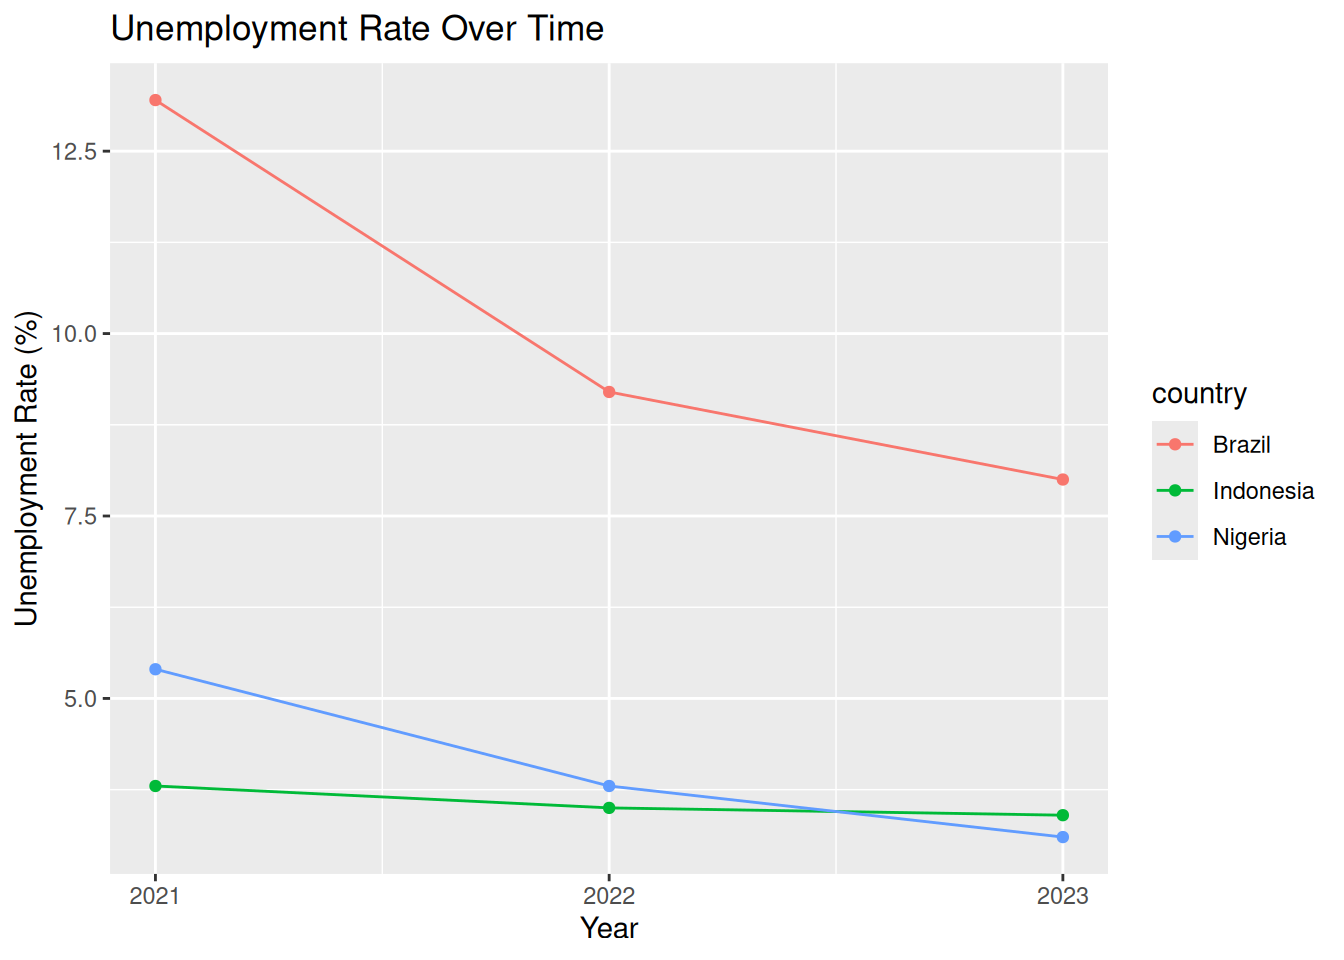 Unemployment Rate Over Time
Unemployment Rate (%)
12.5
10.0
7.5
5.0
2021
2022
2023
Year
country
Brazil
Indonesia
Nigeria